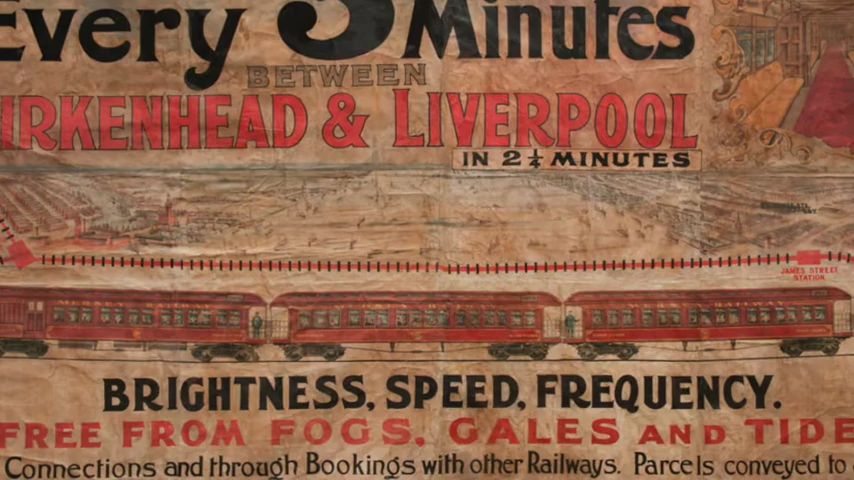 Every 3 Minutes
BETWEEN
IRKENHEAD & LIVERPOOL
IN 2¼ MINUTES
JAMES STREET
STATION
BRIGHTNESS, SPEED, FREQUENCY.
FREE FROM FOGS, GALES AND TIDE
Connections and through Bookings with other Railways. Parcels conveyed to